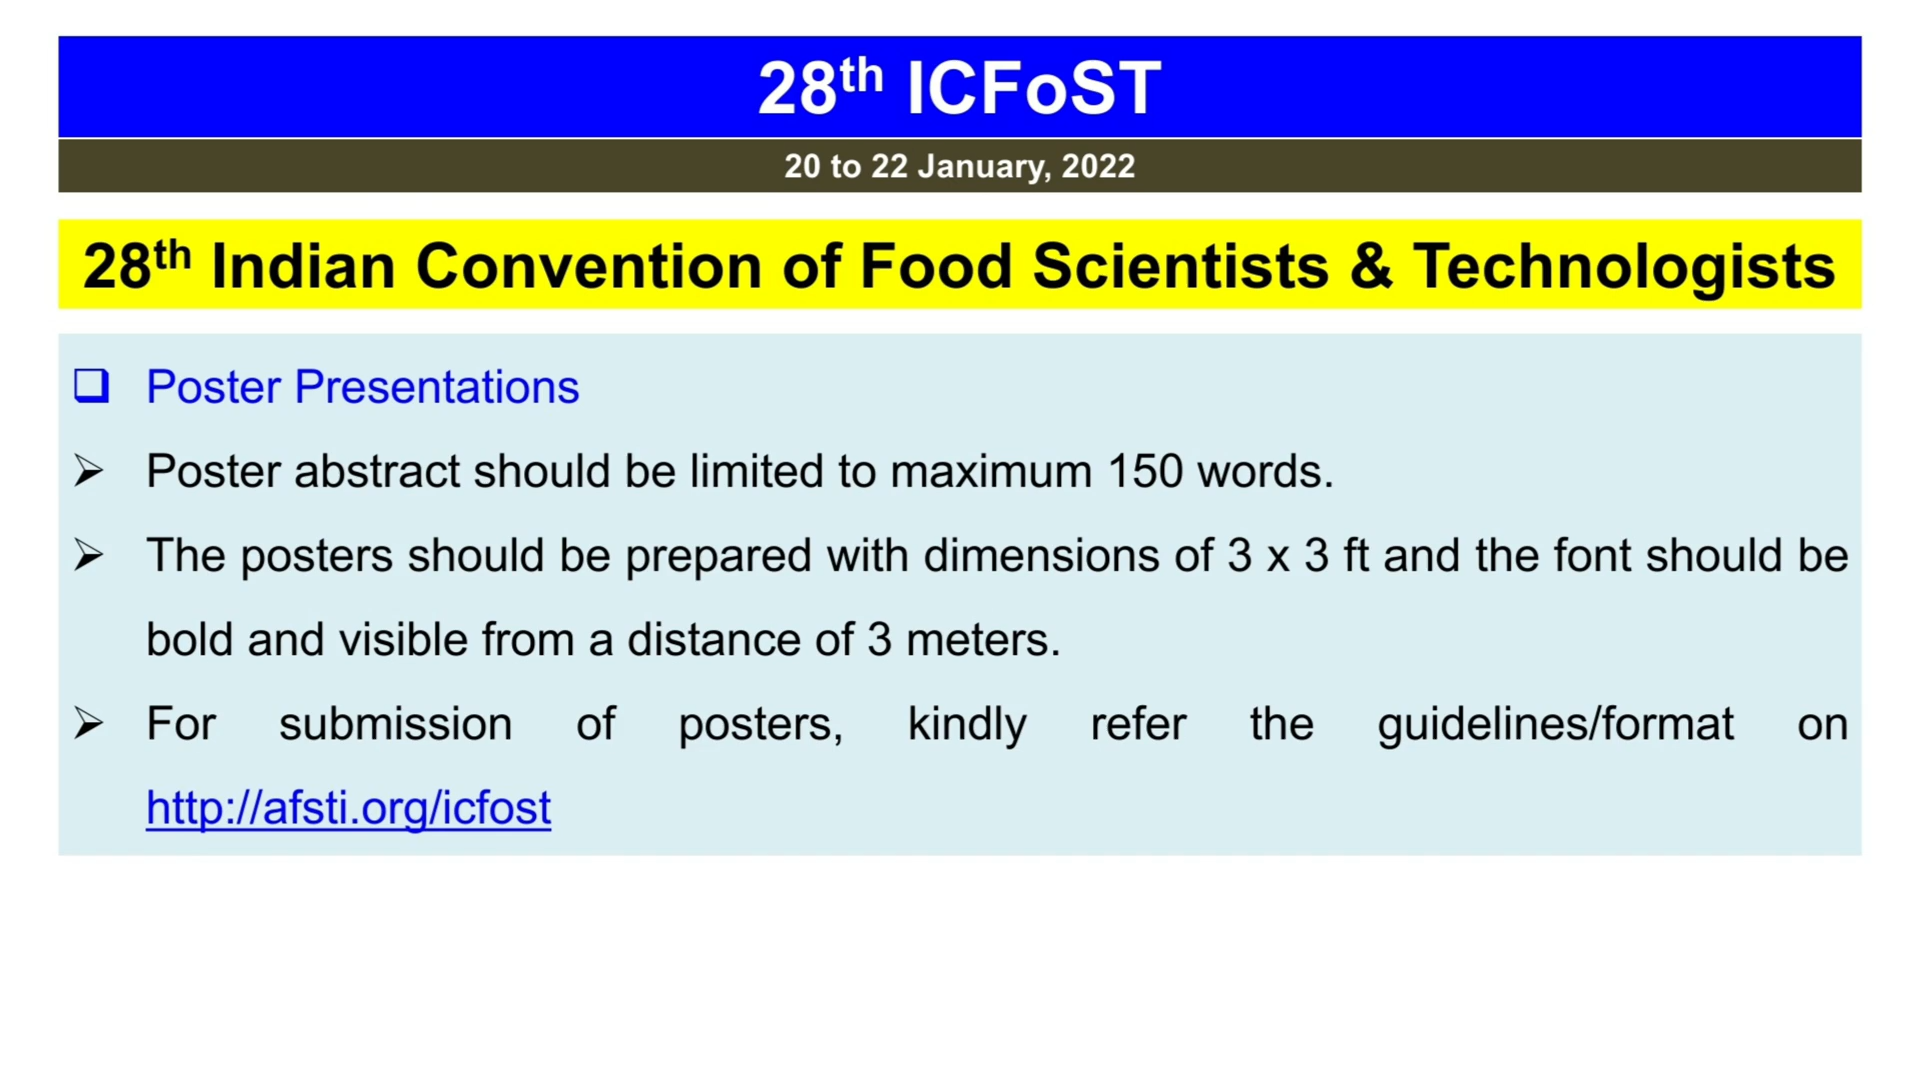 28th ICFoST
20 to 22 January, 2022
28th Indian Convention of Food Scientists & Technologists
Poster Presentations
Poster abstract should be limited to maximum 150 words.
The posters should be prepared with dimensions of 3 x 3 ft and the font should be
bold and visible from a distance of 3 meters.
For submission of posters, kindly refer the guidelines/format on
http://afsti.org/icfost